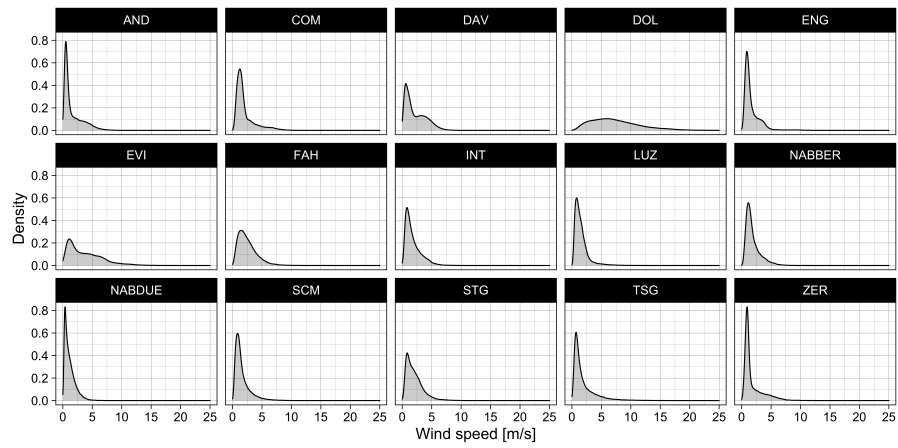 AND COM DAV DOL ENG
0.8
0.6
0.4
0.2
0.0
EVI FAH INT LUZ NABBER
0.8
0.6
0.4
0.2
0.0
Density
NABDUE SCM STG TSG ZER
0.8
0.6
0.4
0.2
0.0
0 5 10 15 20 25 0 5 10 15 20 25 0 5 10 15 20 25 0 5 10 15 20 25 0 5 10 15 20 25
Wind speed [m/s]